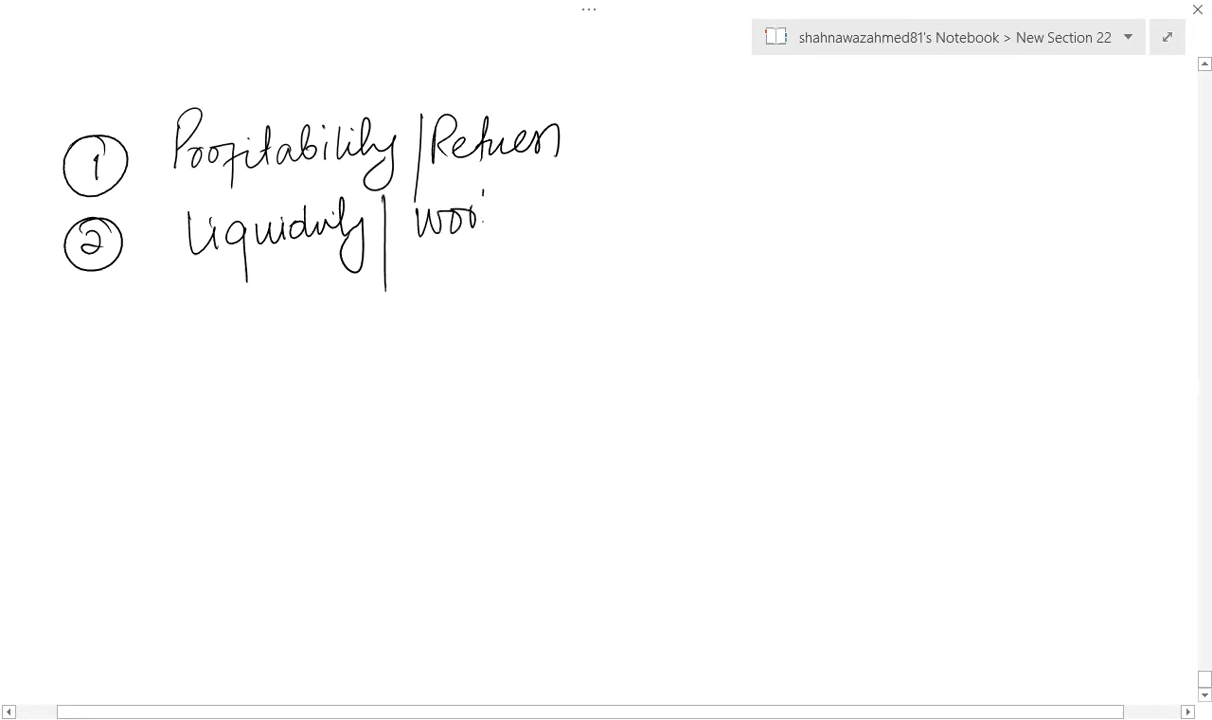 ...
shahnawazahmed81's Notebook > New Section 22
1 Profitability / Return
2 Liquidity /